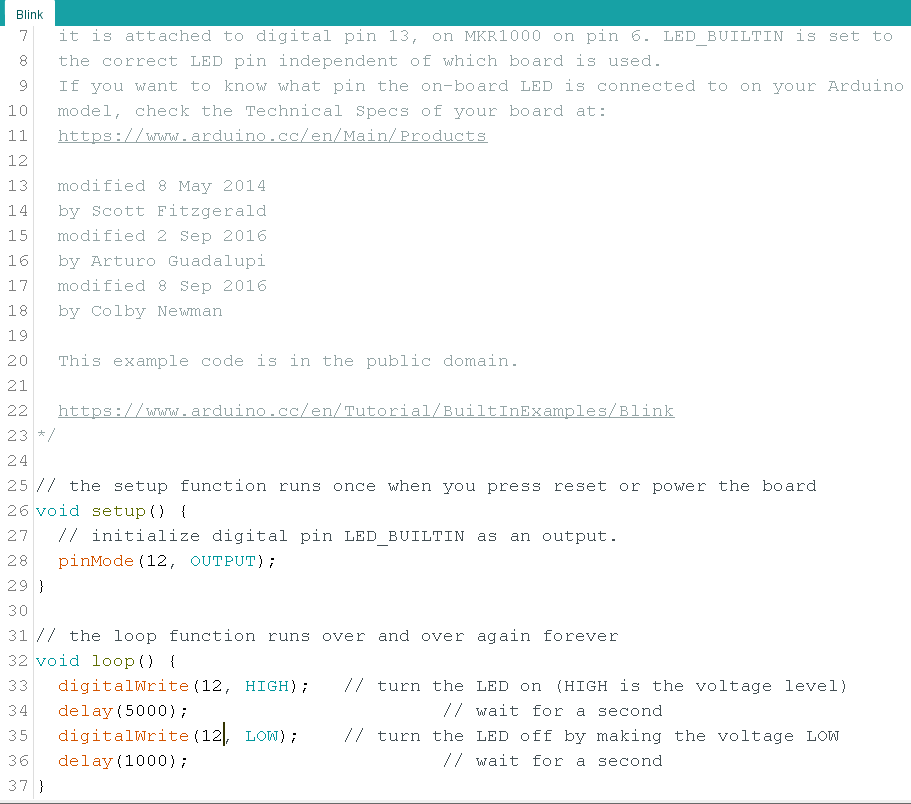 Blink
7 it is attached to digital pin 13, on MKR1000 on pin 6. LED_BUILTIN is set to
8 the correct LED pin independent of which board is used.
9 If you want to know what pin the on-board LED is connected to on your Arduino
10 model, check the Technical Specs of your board at:
11 https://www.arduino.cc/en/Main/Products
12
13 modified 8 May 2014
14 by Scott Fitzgerald
15 modified 2 Sep 2016
16 by Arturo Guadalupi
17 modified 8 Sep 2016
18 by Colby Newman
19
20 This example code is in the public domain.
21
22 https://www.arduino.cc/en/Tutorial/BuiltInExamples/Blink
23 */
24
25 // the setup function runs once when you press reset or power the board
26 void setup() {
27 // initialize digital pin LED_BUILTIN as an output.
28 pinMode(12, OUTPUT);
29 }
30
31 // the loop function runs over and over again forever
32 void loop() {
33 digitalWrite(12, HIGH); // turn the LED on (HIGH is the voltage level)
34 delay(5000); // wait for a second
35 digitalWrite(12, LOW); // turn the LED off by making the voltage LOW
36 delay(1000); // wait for a second
37 }